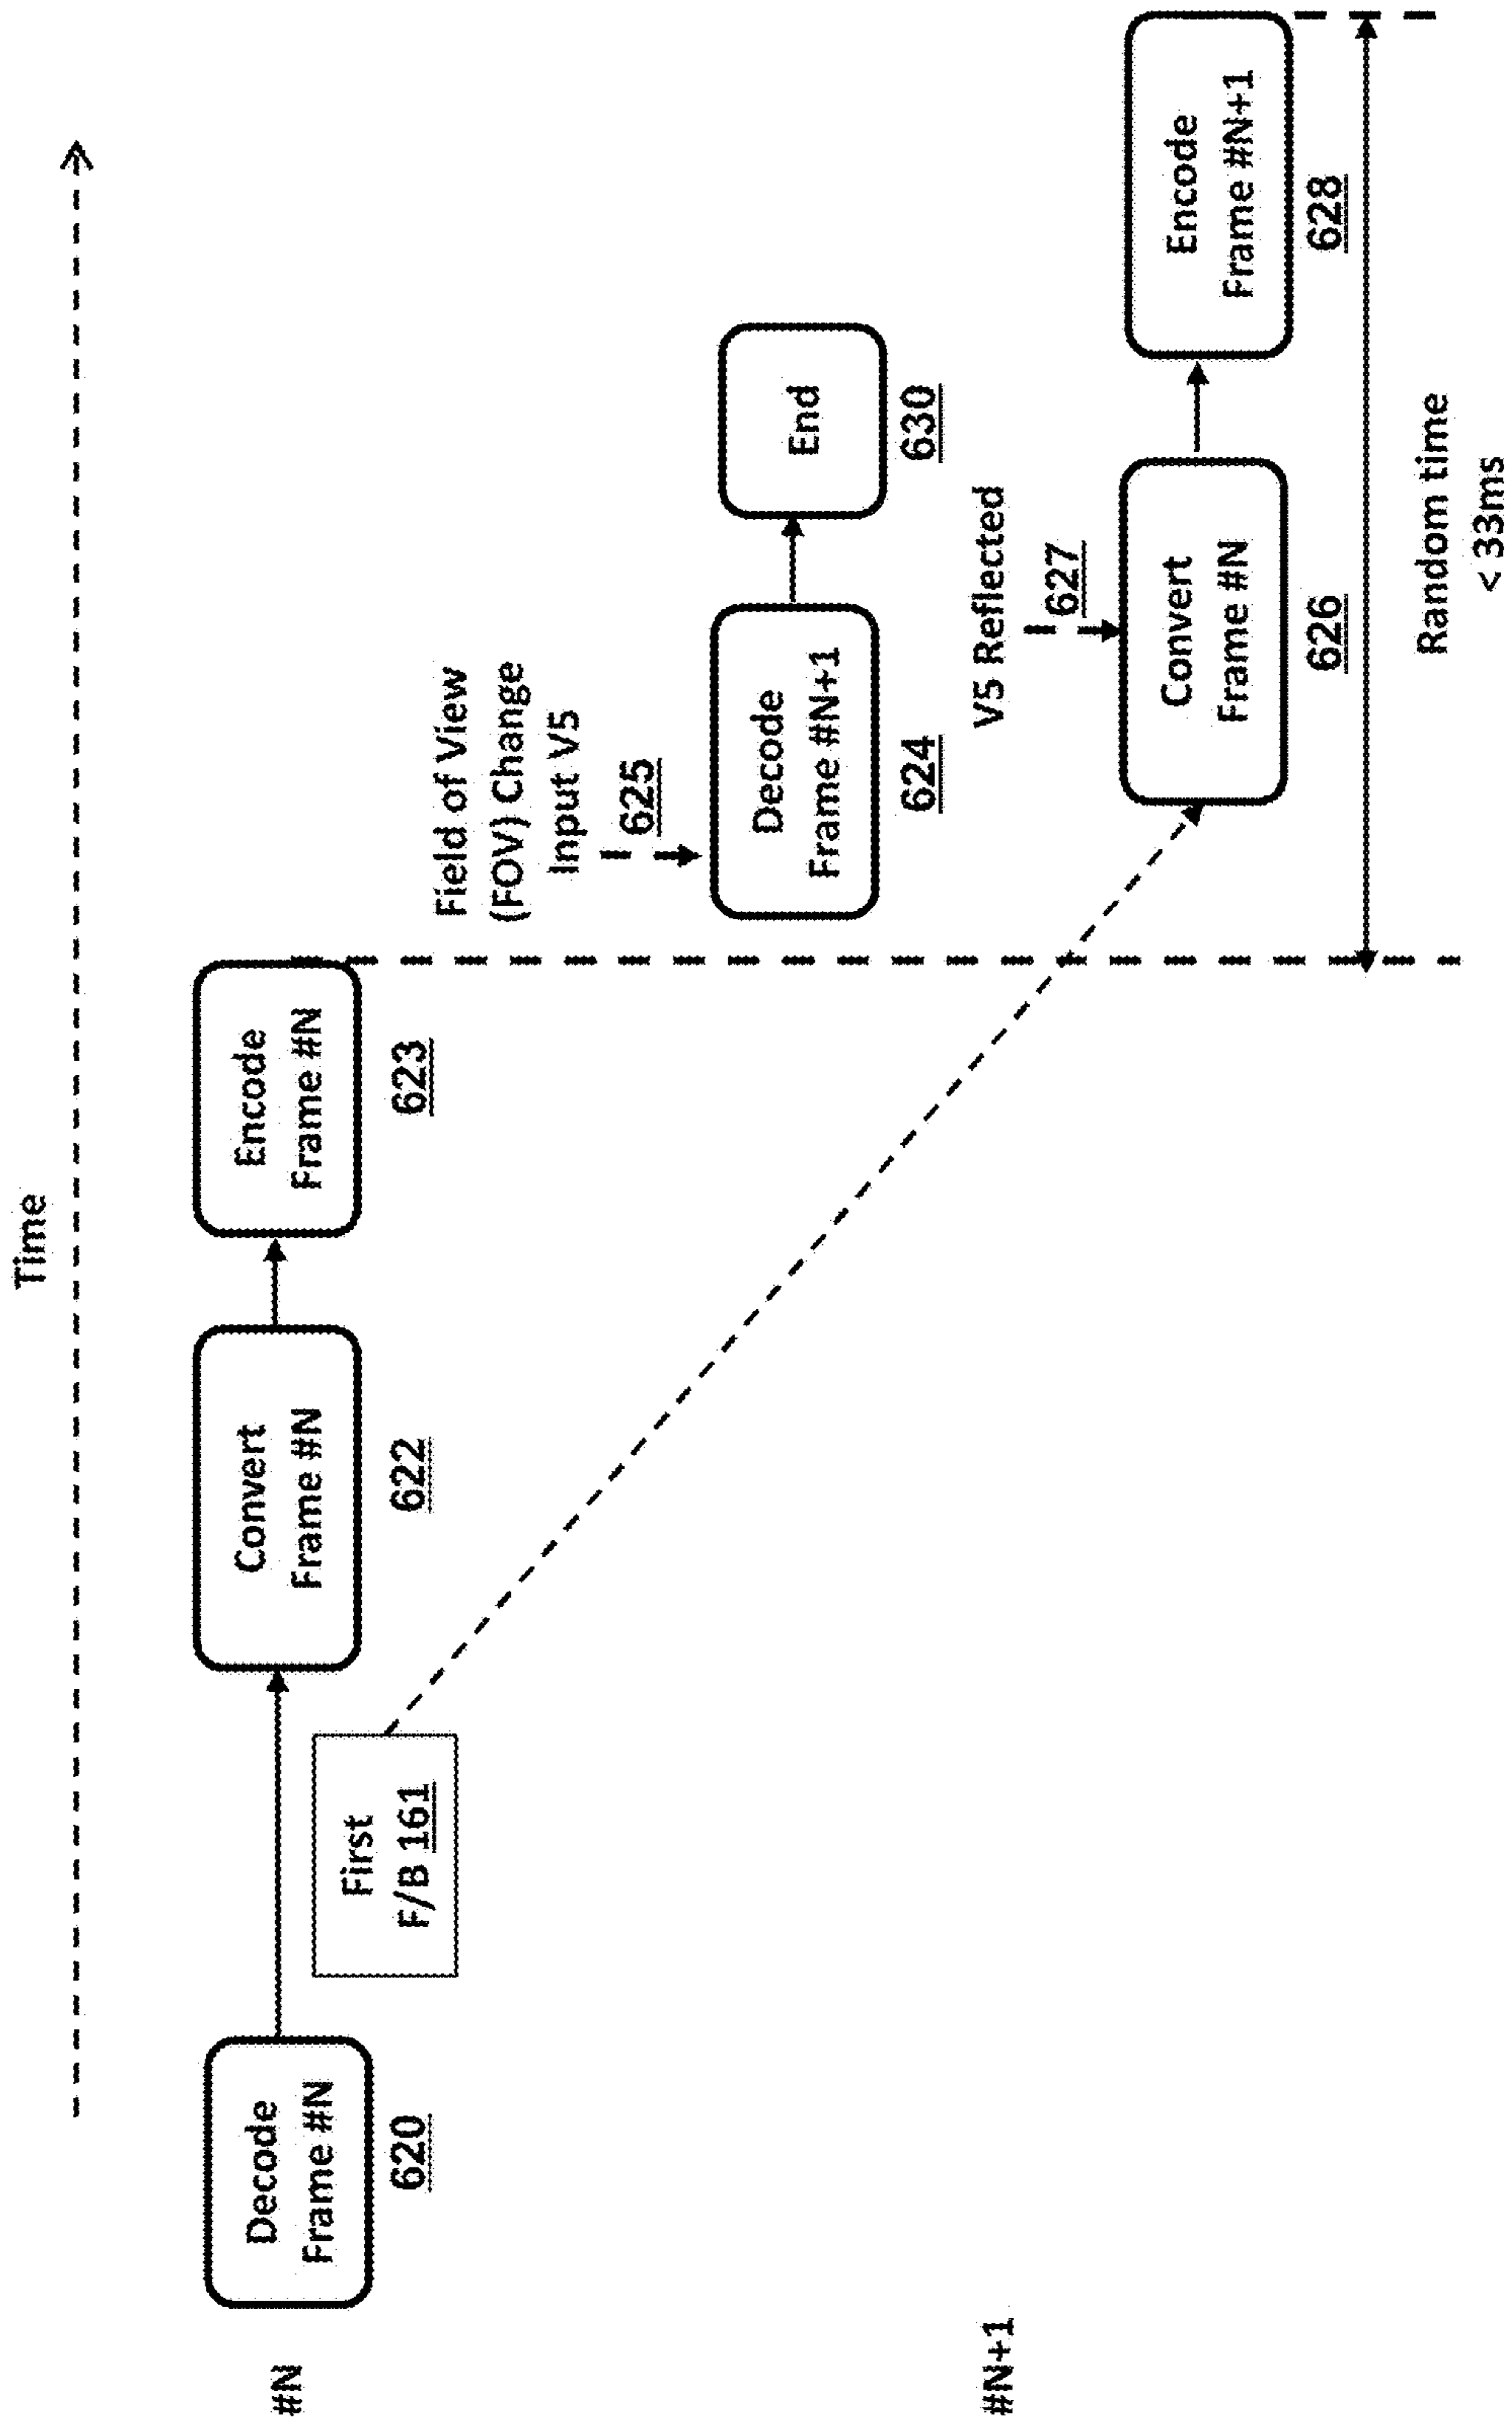 Time
#N
Decode
Frame #N
620
First
F/B 161
Convert
Frame #N
622
Encode
Frame #N
623
Field of View
(FOV) Change
Input V5
625
#N+1
Decode
Frame #N+1
624
End
630
V5 Reflected
627
Convert
Frame #N
626
Encode
Frame #N+1
628
Random time
< 33ms